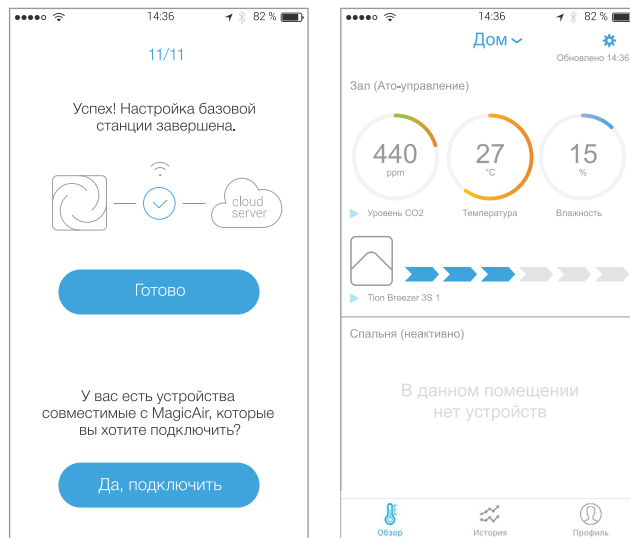 14:36
82 %
11/11
Успех! Настройка базовой
станции завершена.
cloud
server
Готово
У вас есть устройства
совместимые с MagicAir, которые
вы хотите подключить?
Да, подключить
14:36
82 %
Дом
Обновлено 14:36
Зал (Ато-управление)
440
ppm
27
°C
15
%
Уровень CO2
Температура
Влажность
Tion Breezer 3S 1
Спальня (неактивно)
В данном помещении
нет устройств
Обзор
История
Профиль